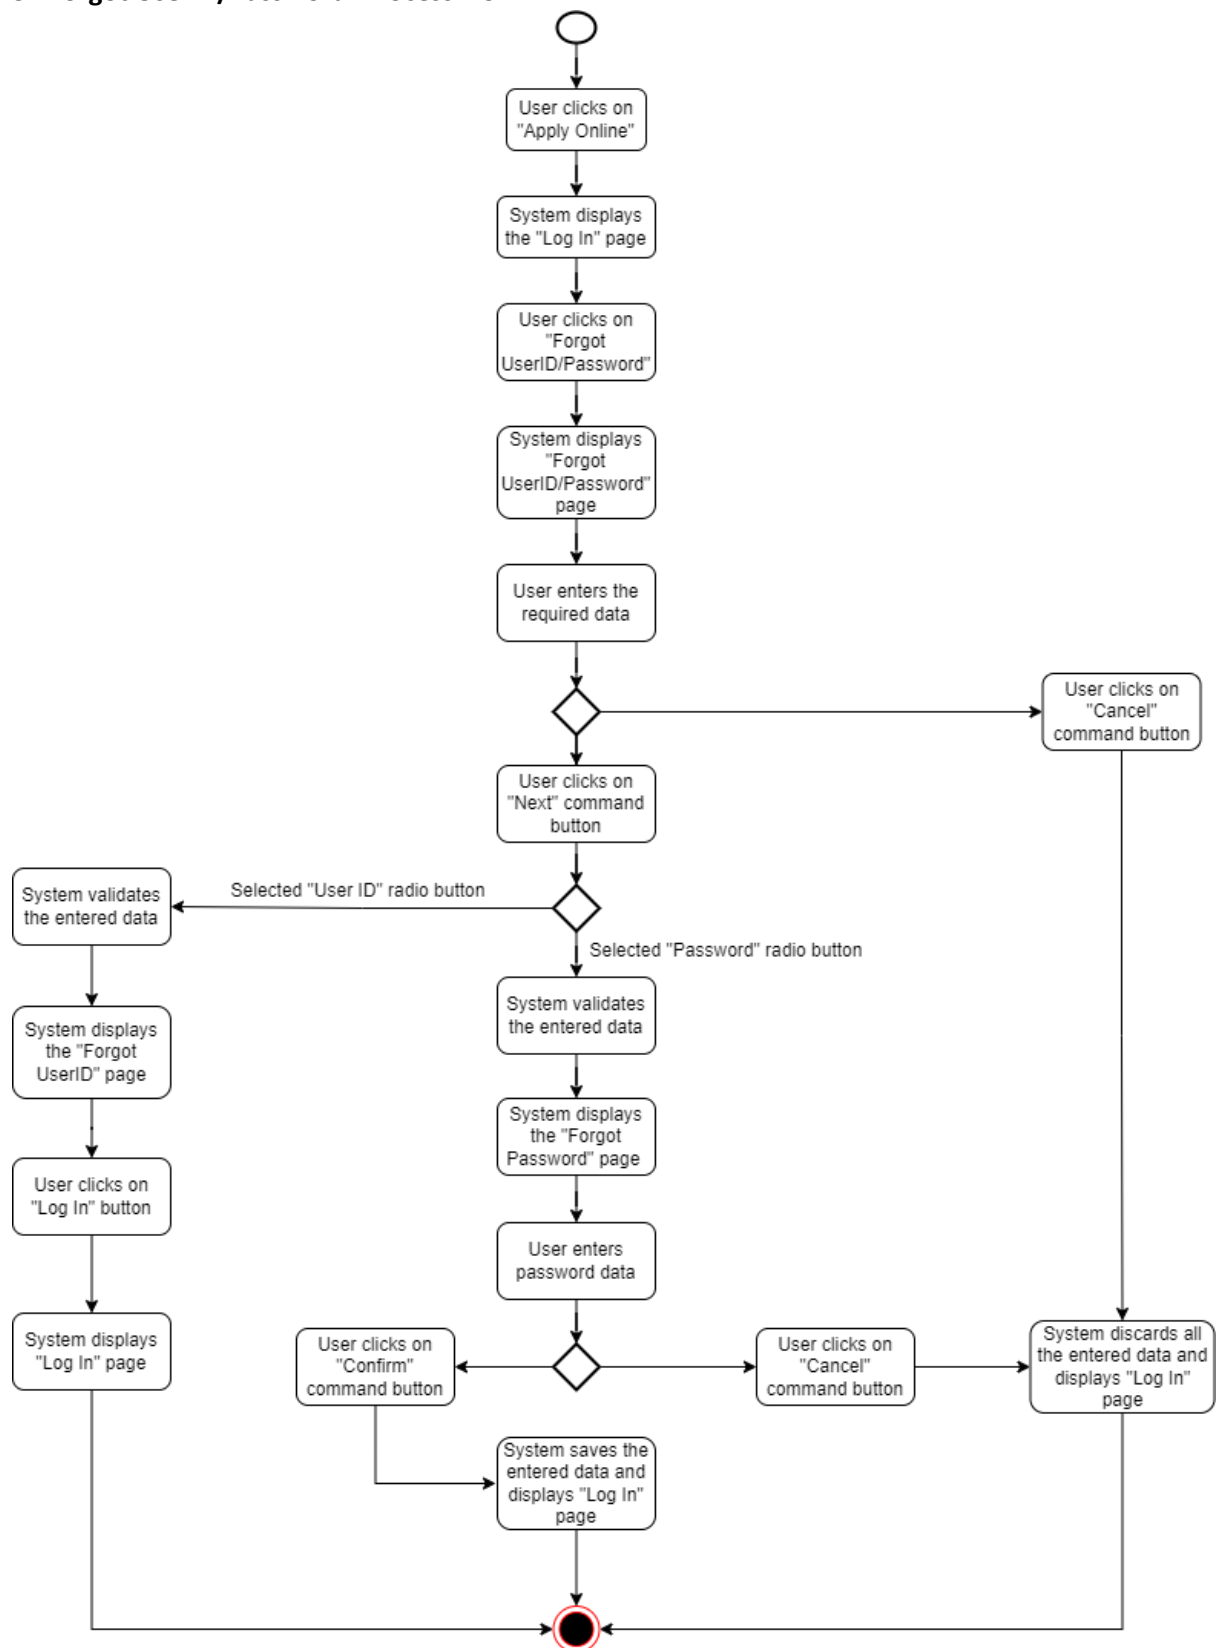 User clicks on
"Apply Online"
System displays
the "Log In" page
User clicks on
"Forgot
UserID/Password"
System displays
"Forgot
UserID/Password"
page
User enters the
required data
User clicks on
"Cancel"
command button
User clicks on
"Next" command
button
Selected "User ID" radio button
System validates
the entered data
Selected "Password" radio button
System validates
the entered data
System displays
the "Forgot
UserID" page
System displays
the "Forgot
Password" page
User clicks on
"Log In" button
User enters
password data
System displays
"Log In" page
User clicks on
"Confirm"
command button
User clicks on
"Cancel"
command button
System discards all
the entered data and
displays "Log In"
page
System saves the
entered data and
displays "Log In"
page